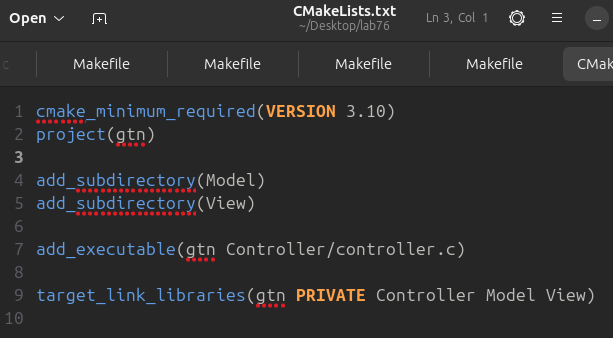 Open
CMakeLists.txt
~/Desktop/lab76
Ln 3, Col 1
c
Makefile
Makefile
Makefile
Makefile
CMa
1 cmake_minimum_required(VERSION 3.10)
2 project(gtn)
3
4 add_subdirectory(Model)
5 add_subdirectory(View)
6
7 add_executable(gtn Controller/controller.c)
8
9 target_link_libraries(gtn PRIVATE Controller Model View)
10